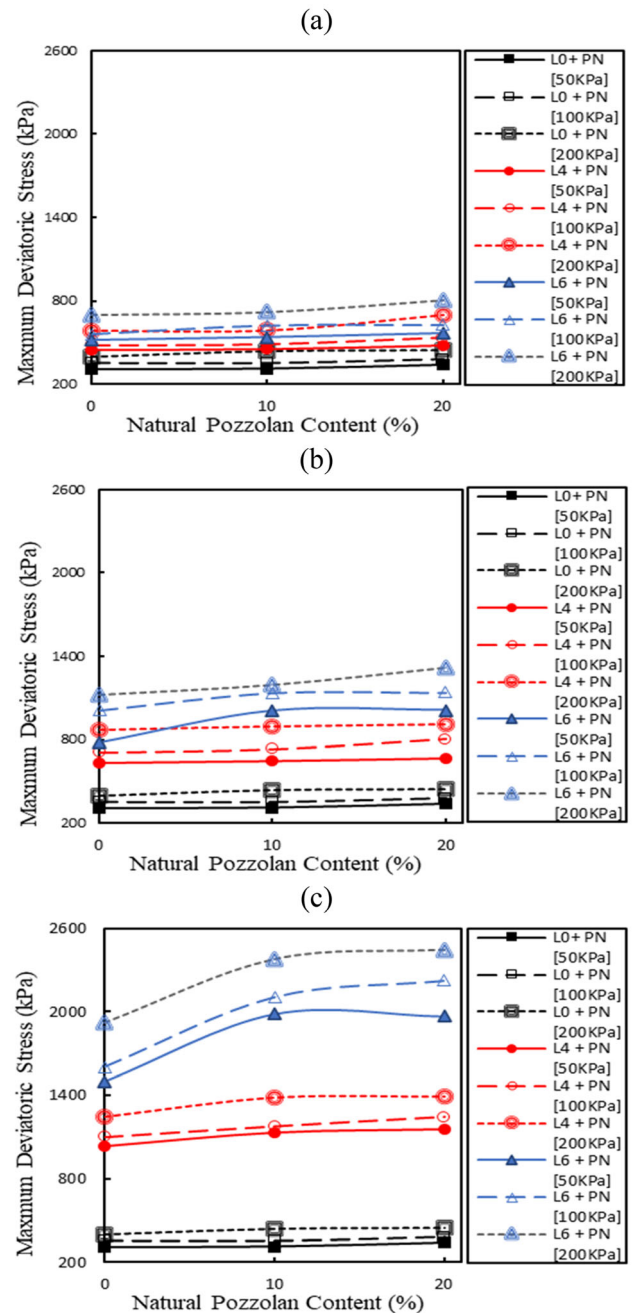 (a)
Maxmum Deviatoric Stress (kPa)
2600
2000
1400
800
200
0
10
20
Natural Pozzolan Content (%)
L0+ PN
[50KPa]
L0 + PN
[100KPa]
L0 + PN
[200KPa]
L4 + PN
[50KPa]
L4 + PN
[100KPa]
L4 + PN
[200KPa]
L6 + PN
[50KPa]
L6 + PN
[100KPa]
L6 + PN
[200KPa]
(b)
Maxmum Deviatoric Stress (kPa)
2600
2000
1400
800
200
0
10
20
Natural Pozzolan Content (%)
L0+ PN
[50KPa]
L0 + PN
[100KPa]
L0 + PN
[200KPa]
L4 + PN
[50KPa]
L4 + PN
[100KPa]
L4 + PN
[200KPa]
L6 + PN
[50KPa]
L6 + PN
[100KPa]
L6 + PN
[200KPa]
(c)
Maxmum Deviatoric Stress (kPa)
2600
2000
1400
800
200
0
10
20
Natural Pozzolan Content (%)
L0+ PN
[50KPa]
L0 + PN
[100KPa]
L0 + PN
[200KPa]
L4 + PN
[50KPa]
L4 + PN
[100KPa]
L4 + PN
[200KPa]
L6 + PN
[50KPa]
L6 + PN
[100KPa]
L6 + PN
[200KPa]